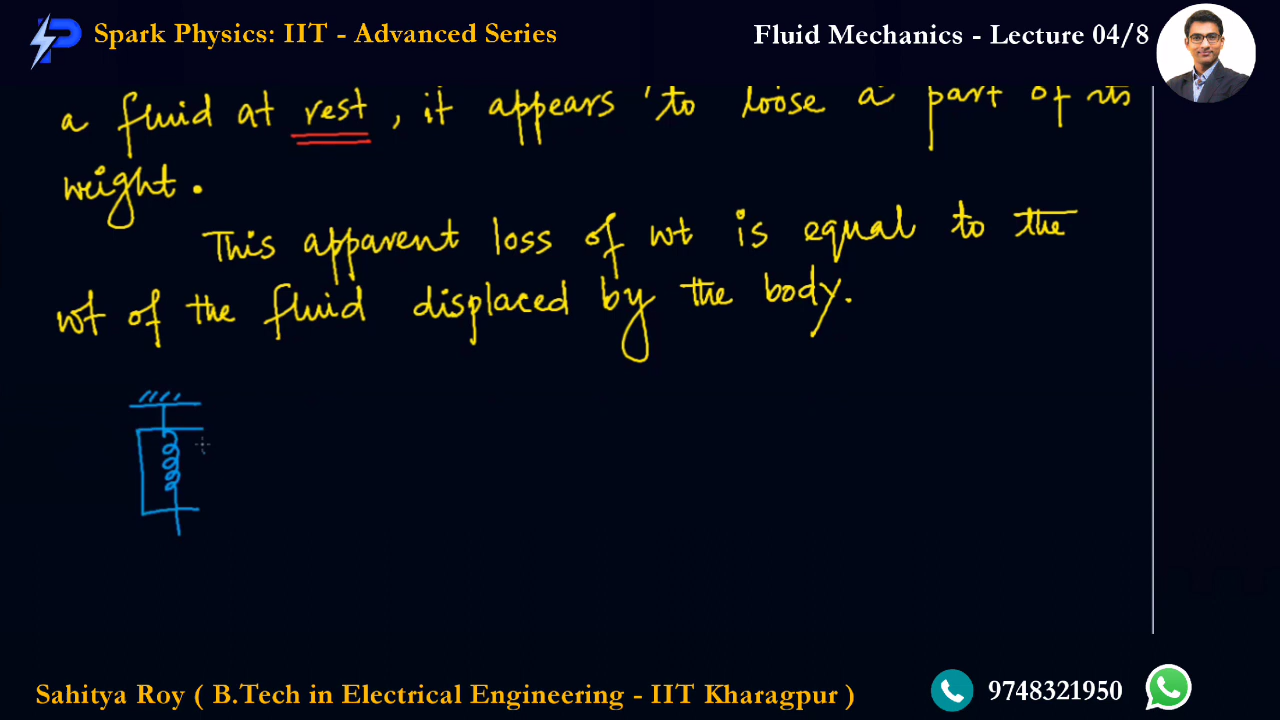 Spark Physics: IIT - Advanced Series
Fluid Mechanics - Lecture 04/8
a fluid at rest, it appears to loose a part of its
weight.
This apparent loss of wt is equal to the
wt of the fluid displaced by the body.
Sahitya Roy ( B.Tech in Electrical Engineering - IIT Kharagpur )
9748321950